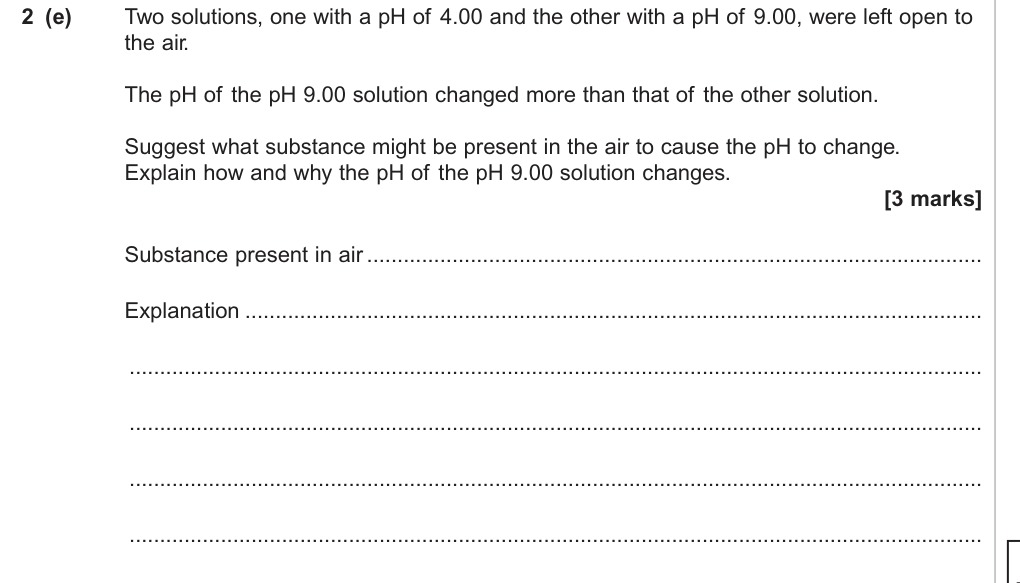 2 (e) Two solutions, one with a pH of 4.00 and the other with a pH of 9.00, were left open to
the air.
The pH of the pH 9.00 solution changed more than that of the other solution.
Suggest what substance might be present in the air to cause the pH to change.
Explain how and why the pH of the pH 9.00 solution changes.
[3 marks]
Substance present in air
Explanation